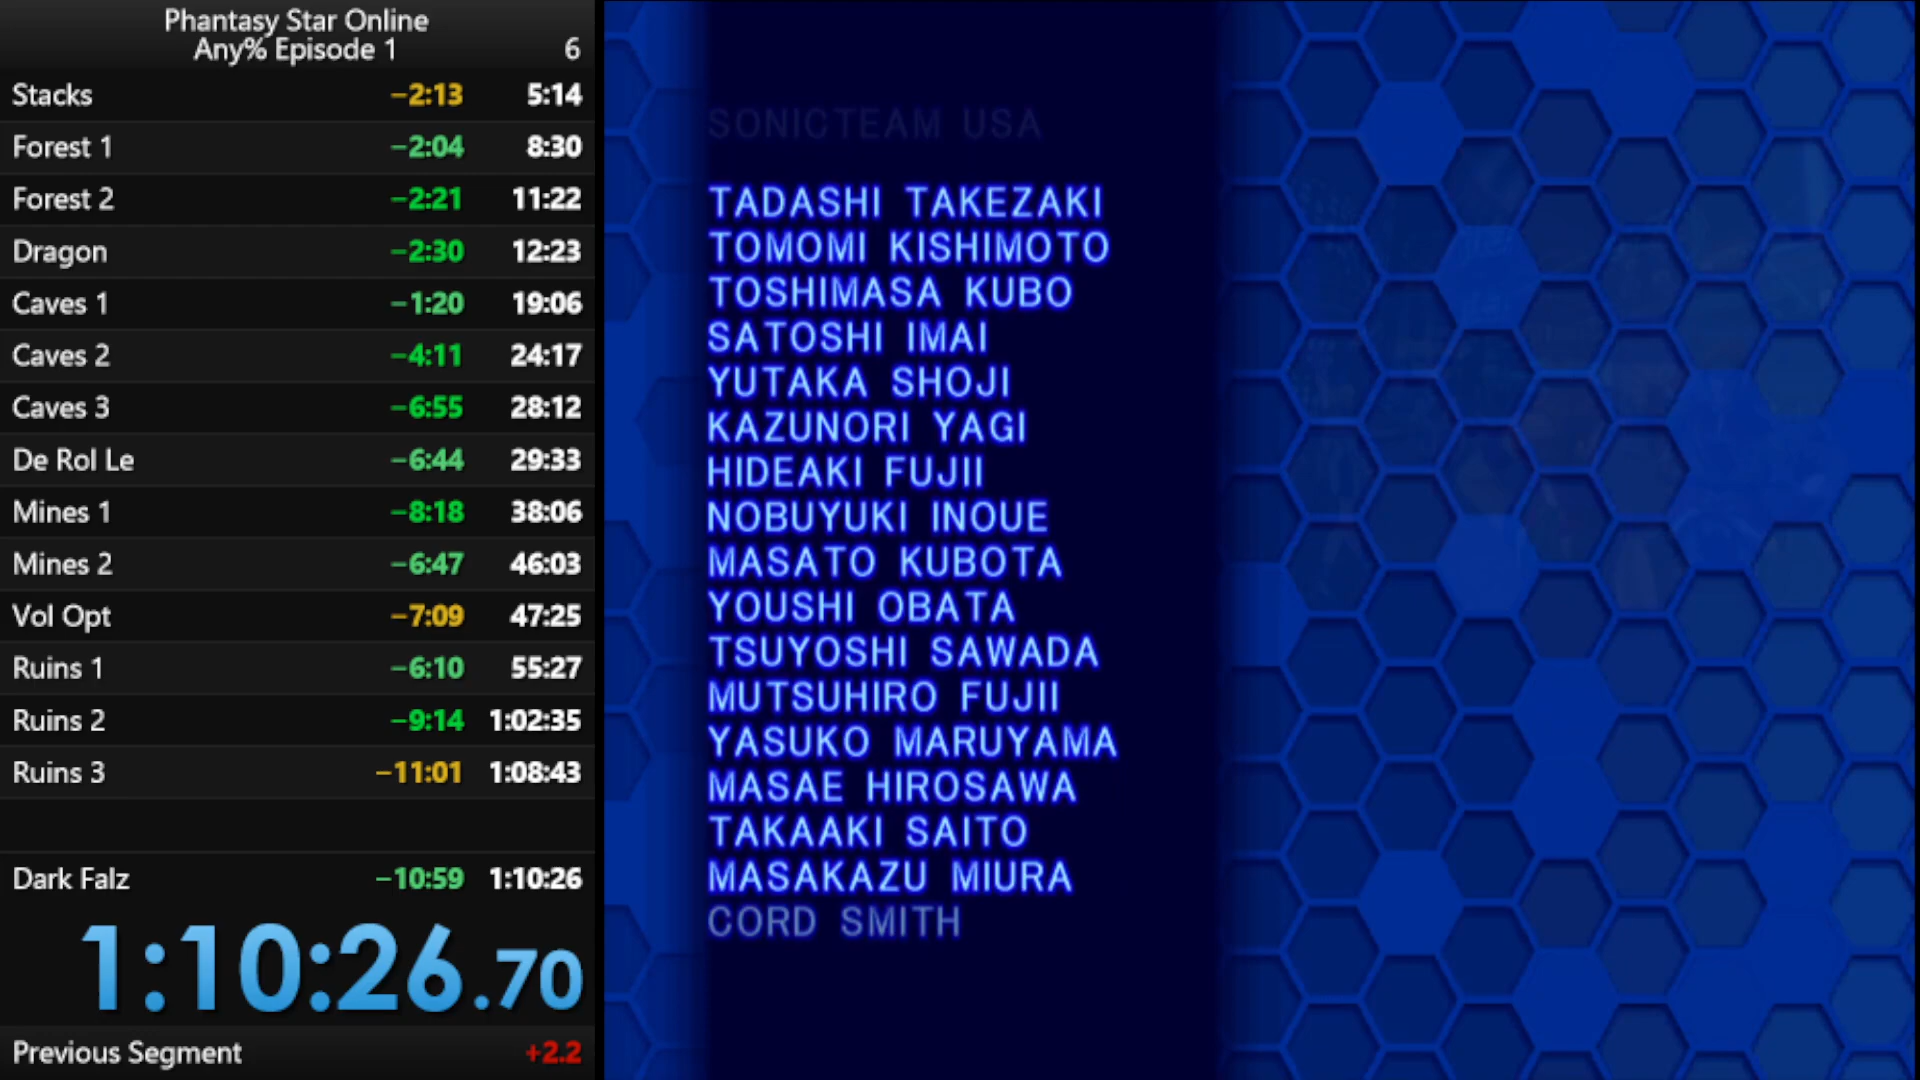 Phantasy Star Online
Any% Episode 1 6
Stacks −2:13 5:14
Forest 1 −2:04 8:30
Forest 2 −2:21 11:22
Dragon −2:30 12:23
Caves 1 −1:20 19:06
Caves 2 −4:11 24:17
Caves 3 −6:55 28:12
De Rol Le −6:44 29:33
Mines 1 −8:18 38:06
Mines 2 −6:47 46:03
Vol Opt −7:09 47:25
Ruins 1 −6:10 55:27
Ruins 2 −9:14 1:02:35
Ruins 3 −11:01 1:08:43
Dark Falz −10:59 1:10:26
1:10:26.70
Previous Segment +2.2
SONICTEAM USA
TADASHI TAKEZAKI
TOMOMI KISHIMOTO
TOSHIMASA KUBO
SATOSHI IMAI
YUTAKA SHOJI
KAZUNORI YAGI
HIDEAKI FUJII
NOBUYUKI INOUE
MASATO KUBOTA
YOUSHI OBATA
TSUYOSHI SAWADA
MUTSUHIRO FUJII
YASUKO MARUYAMA
MASAE HIROSAWA
TAKAAKI SAITO
MASAKAZU MIURA
CORD SMITH